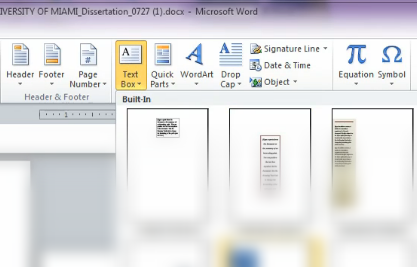 IVERSITY OF MIAMI_Dissertation_0727 (1).docx - Microsoft Word
Header Footer Page Number
Header & Footer
Text Box
Quick Parts
WordArt
Drop Cap
Signature Line
Date & Time
Object
Equation Symbol
Built-In